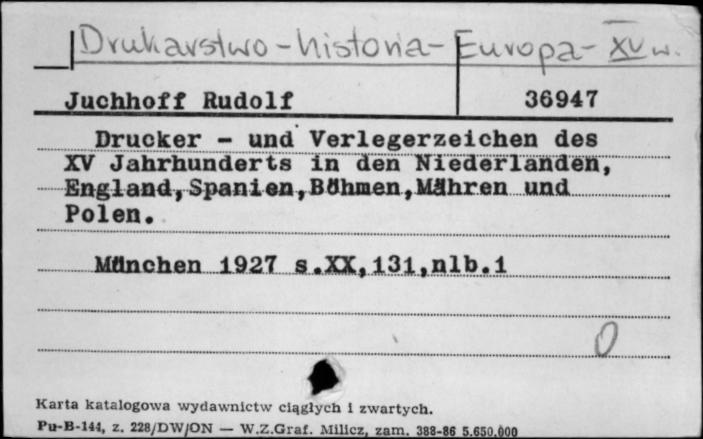 Drukarstwo - historia - Europa - XV w.
Juchhoff Rudolf 36947
Drucker - und Verlegerzeichen des
XV Jahrhunderts in den Niederlanden,
England, Spanien, Böhmen, Mähren und
Polen.
München 1927 s.XX,131,nlb.1
0
Karta katalogowa wydawnictw ciągłych i zwartych.
Pu-B-144, z. 228/DW/ON — W.Z.Graf. Milicz, zam. 388-86 5.650.000